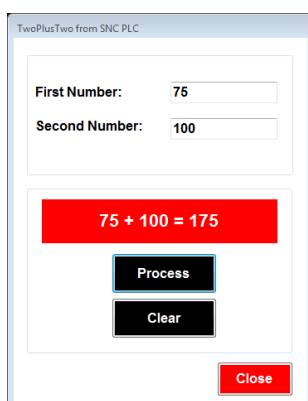 TwoPlusTwo from SNC PLC
First Number: 75
Second Number: 100
75 + 100 = 175
Process
Clear
Close